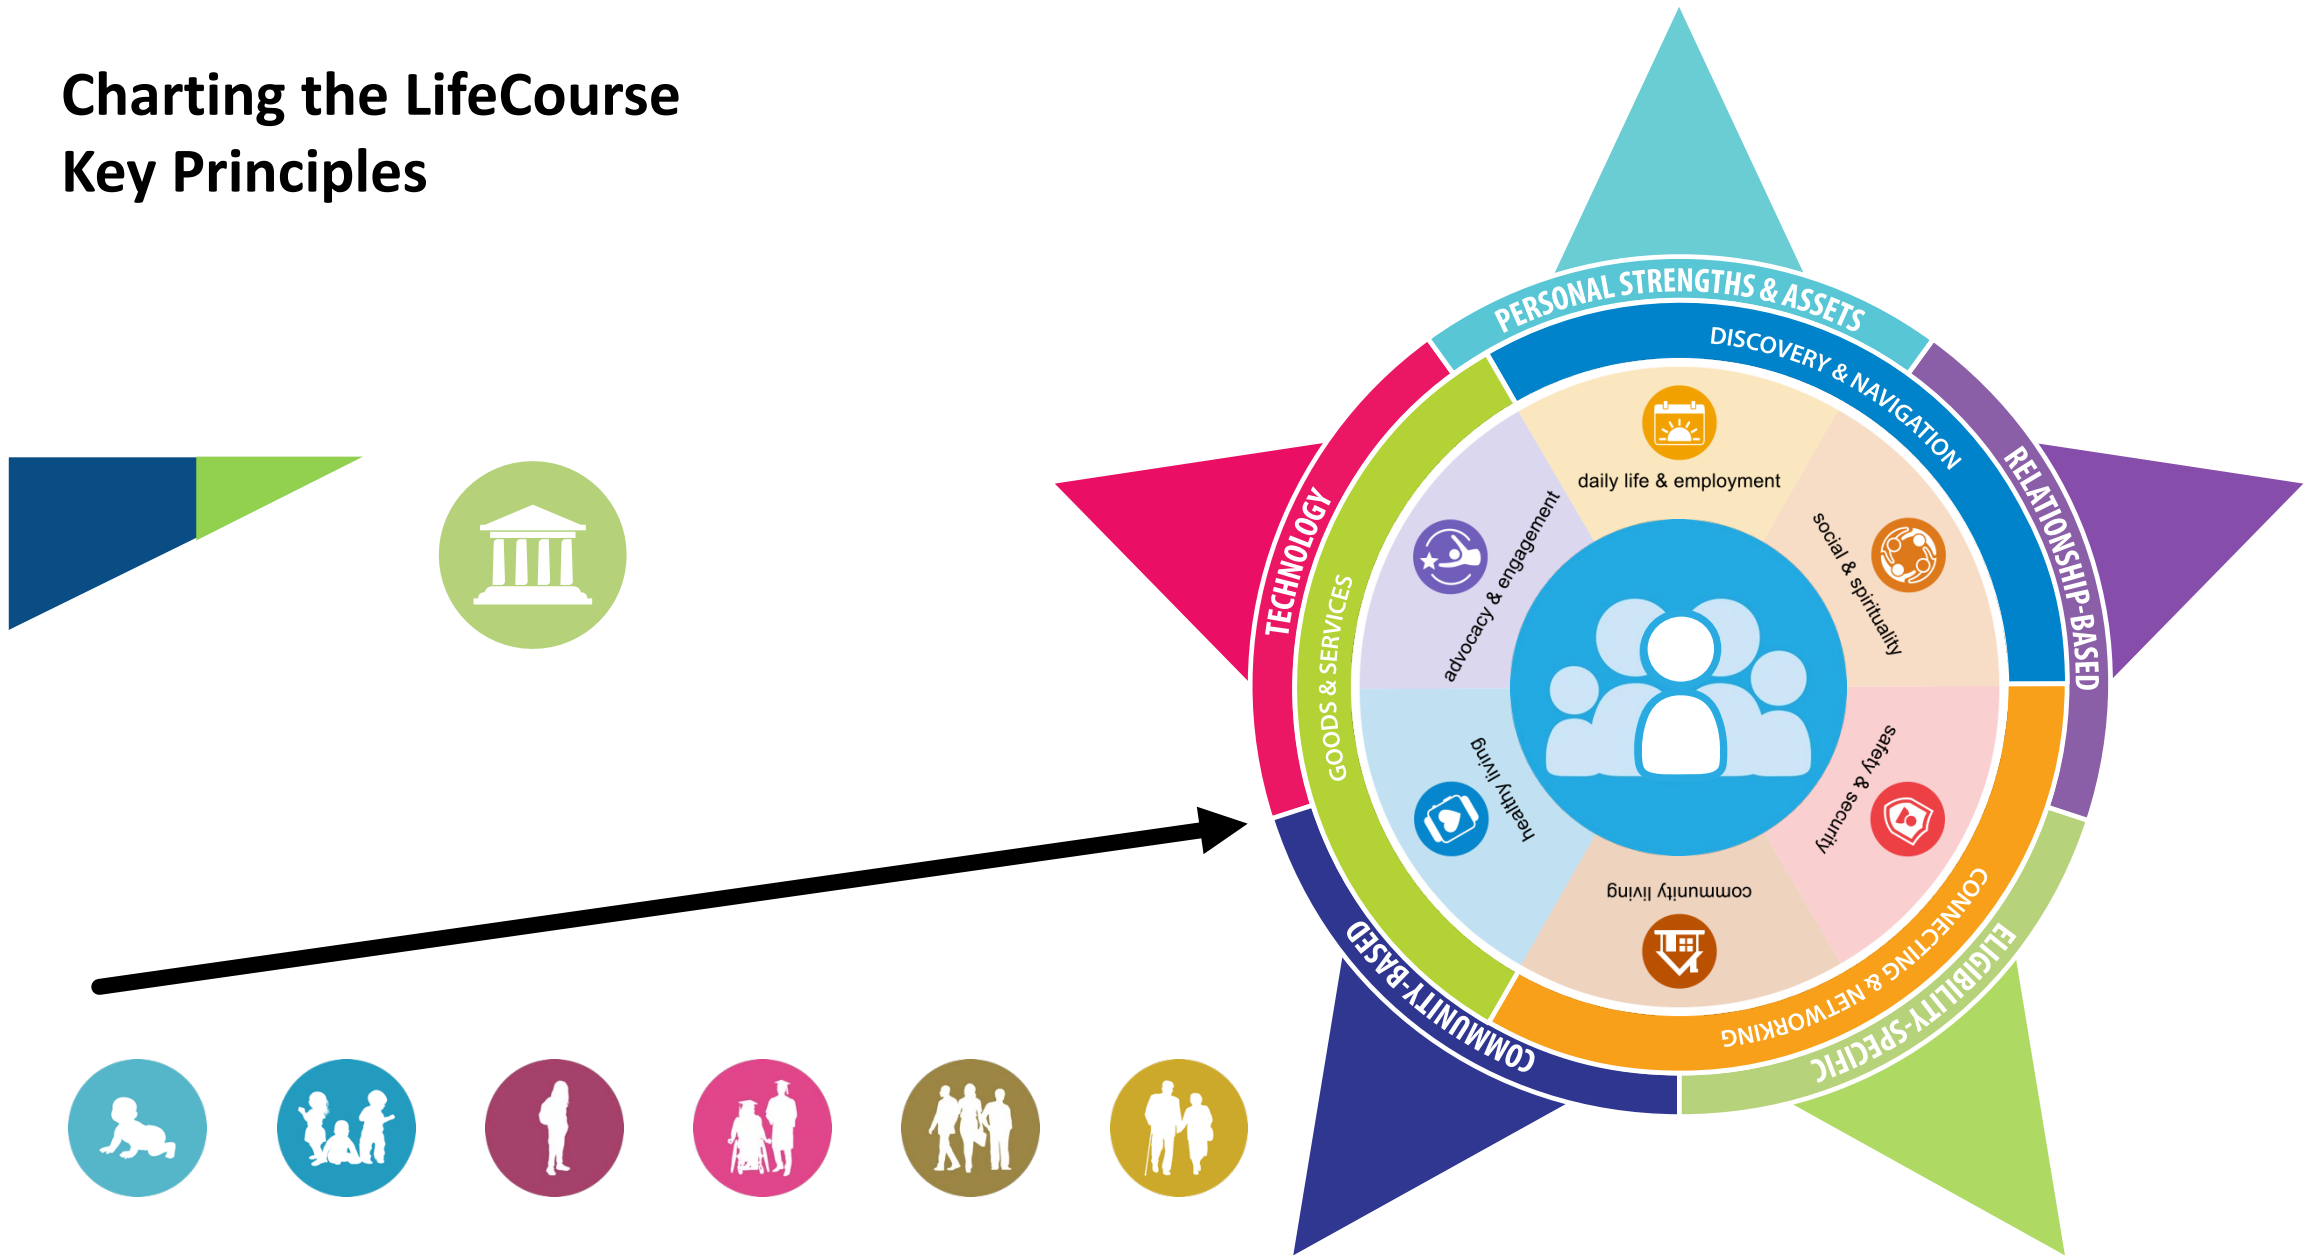 Charting the LifeCourse
Key Principles
PERSONAL STRENGTHS & ASSETS
DISCOVERY & NAVIGATION
RELATIONSHIP-BASED
TECHNOLOGY
GOODS & SERVICES
daily life & employment
social & spirituality
advocacy & engagement
safety & security
healthy living
community living
CONNECTING & NETWORKING
ELIGIBILITY-SPECIFIC
COMMUNITY-BASED